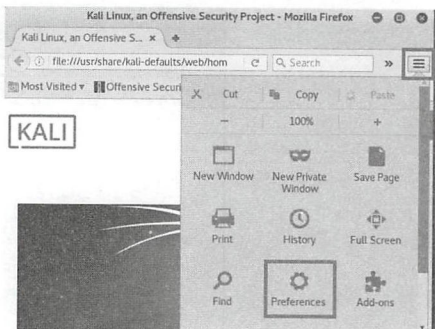 Kali Linux, an Offensive Security Project - Mozilla Firefox
Kali Linux, an Offensive S... ×
file:///usr/share/kali-defaults/web/hom
Search
»
Most Visited ▾ Offensive Securi
Cut Copy Paste
− 100% +
KALI
New Window New Private Window Save Page
Print History Full Screen
Find Preferences Add-ons